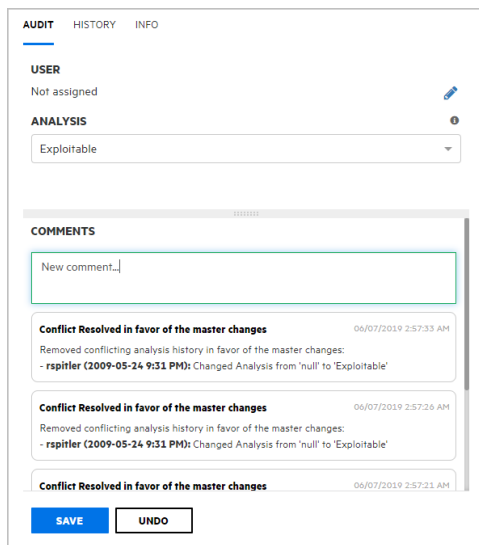 AUDIT HISTORY INFO
USER
Not assigned
ANALYSIS
Exploitable
COMMENTS
New comment...
Conflict Resolved in favor of the master changes 06/07/2019 2:57:33 AM
Removed conflicting analysis history in favor of the master changes:
- rspitler (2009-05-24 9:31 PM): Changed Analysis from 'null' to 'Exploitable'
Conflict Resolved in favor of the master changes 06/07/2019 2:57:26 AM
Removed conflicting analysis history in favor of the master changes:
- rspitler (2009-05-24 9:31 PM): Changed Analysis from 'null' to 'Exploitable'
Conflict Resolved in favor of the master changes 06/07/2019 2:57:21 AM
SAVE UNDO